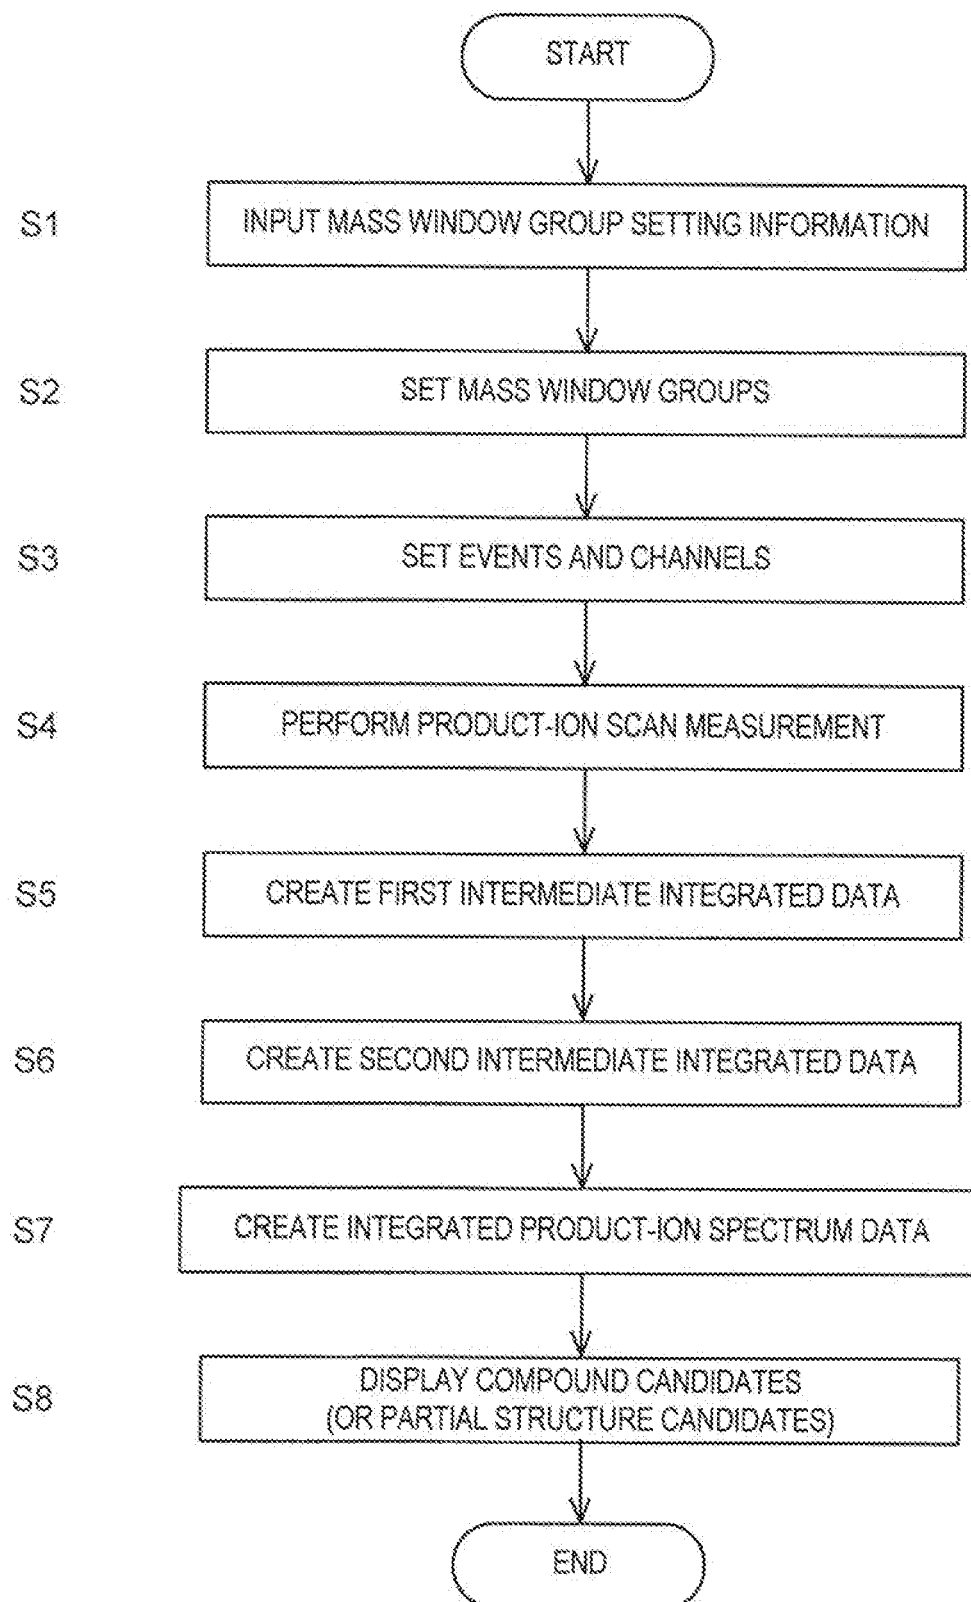 START
S1 INPUT MASS WINDOW GROUP SETTING INFORMATION
S2 SET MASS WINDOW GROUPS
S3 SET EVENTS AND CHANNELS
S4 PERFORM PRODUCT-ION SCAN MEASUREMENT
S5 CREATE FIRST INTERMEDIATE INTEGRATED DATA
S6 CREATE SECOND INTERMEDIATE INTEGRATED DATA
S7 CREATE INTEGRATED PRODUCT-ION SPECTRUM DATA
S8 DISPLAY COMPOUND CANDIDATES
(OR PARTIAL STRUCTURE CANDIDATES)
END